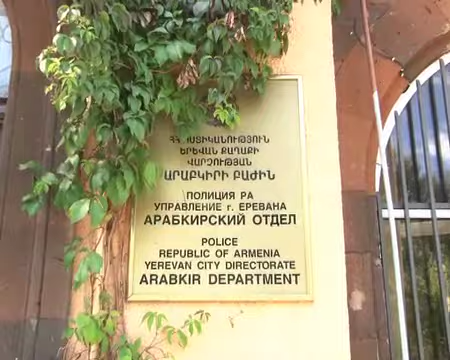 ՀՀ ՈՍՏԻԿԱՆՈՒԹՅՈՒՆ
ԵՐԵՎԱՆ ՔԱՂԱՔԻ
ՎԱՐՉՈՒԹՅԱՆ
ԱՐԱԲԿԻՐԻ ԲԱԺԻՆ
ПОЛИЦИЯ РА
УПРАВЛЕНИЕ г. ЕРЕВАНА
АРАБКИРСКИЙ ОТДЕЛ
POLICE
REPUBLIC OF ARMENIA
YEREVAN CITY DIRECTORATE
ARABKIR DEPARTMENT